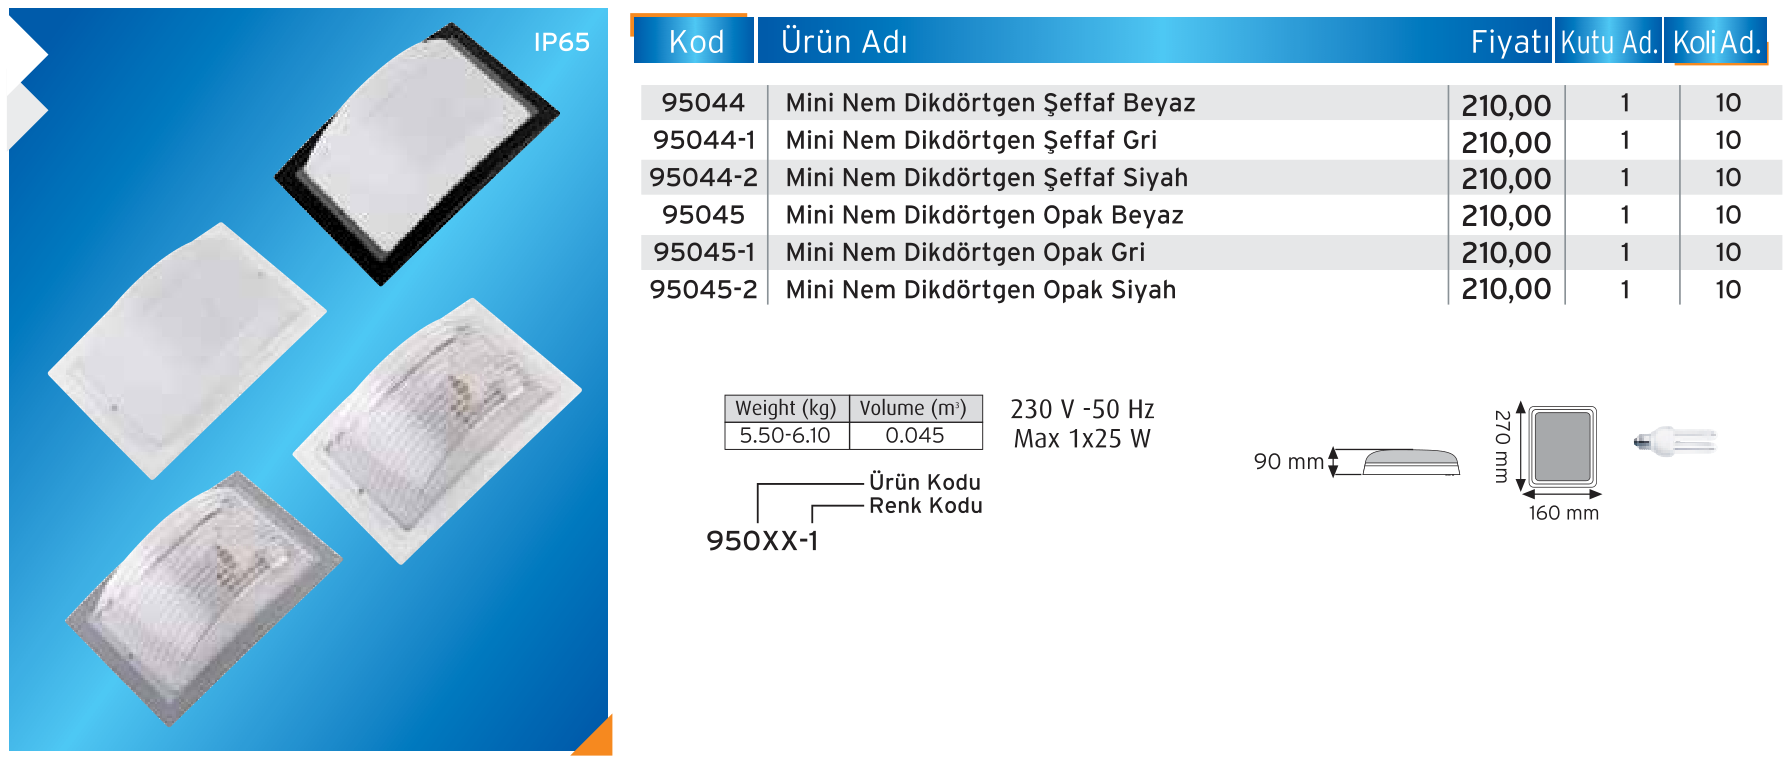 IP65
Kod Ürün Adı Fiyatı Kutu Ad. Koli Ad.
95044 Mini Nem Dikdörtgen Şeffaf Beyaz 210,00 1 10
95044-1 Mini Nem Dikdörtgen Şeffaf Gri 210,00 1 10
95044-2 Mini Nem Dikdörtgen Şeffaf Siyah 210,00 1 10
95045 Mini Nem Dikdörtgen Opak Beyaz 210,00 1 10
95045-1 Mini Nem Dikdörtgen Opak Gri 210,00 1 10
95045-2 Mini Nem Dikdörtgen Opak Siyah 210,00 1 10
Weight (kg) Volume (m³)
5.50-6.10 0.045
230 V -50 Hz
Max 1x25 W
Ürün Kodu
Renk Kodu
950XX-1
90 mm
270 mm
160 mm